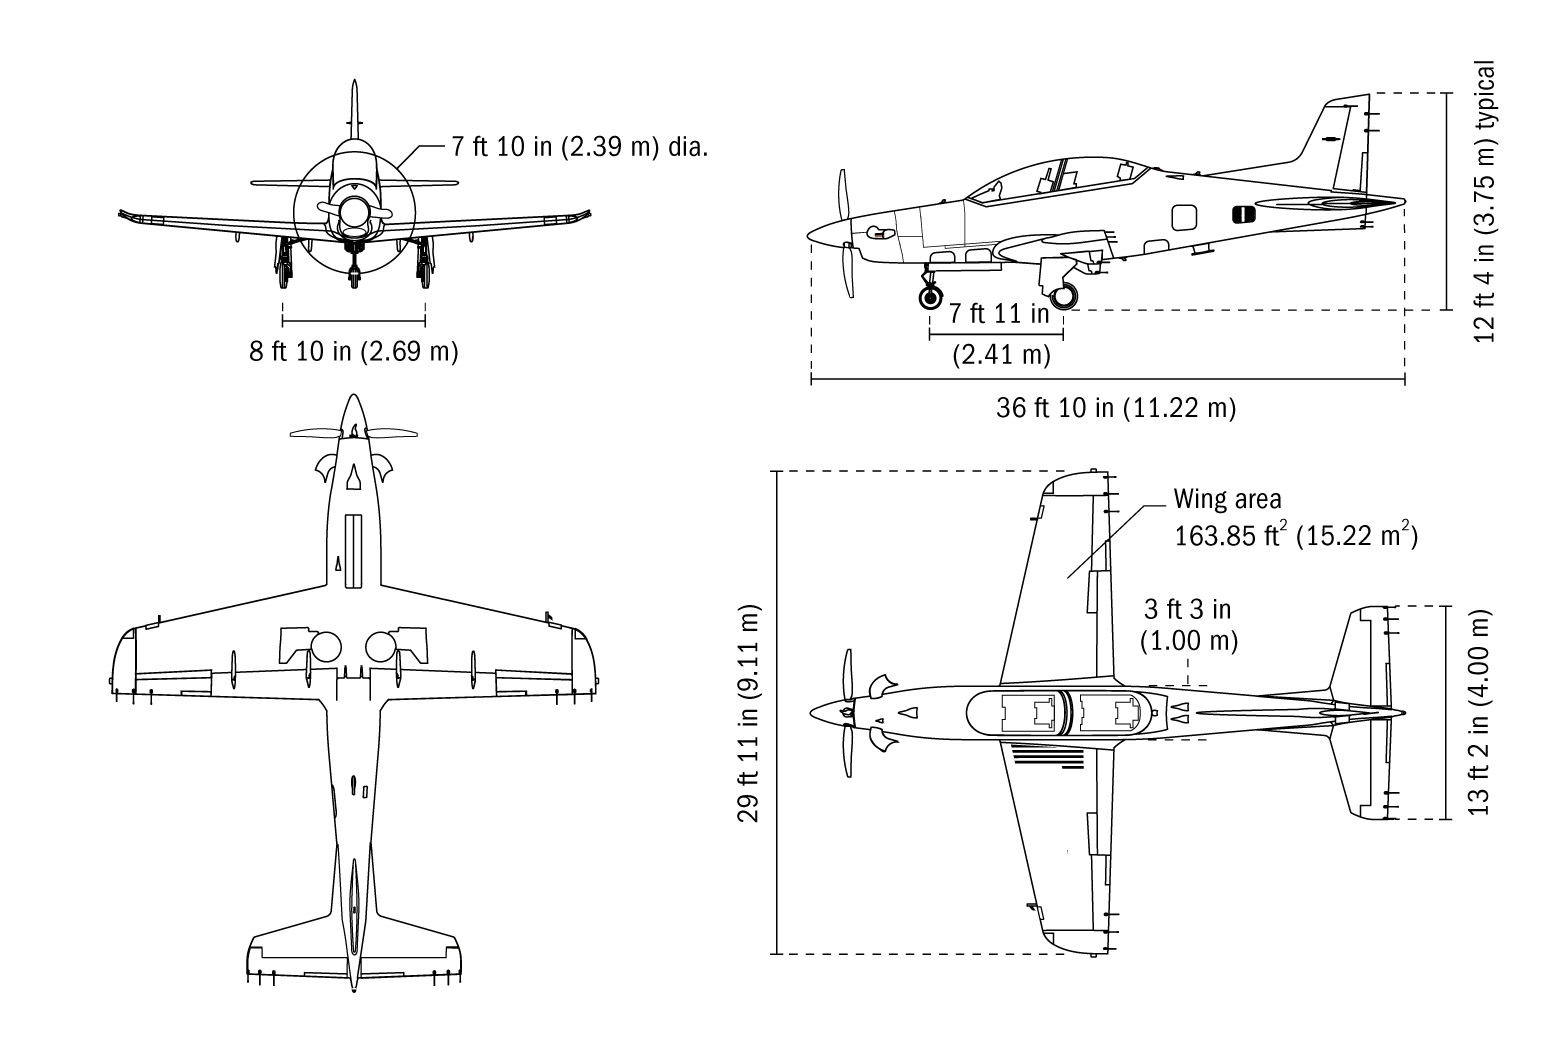 7 ft 10 in (2.39 m) dia.
8 ft 10 in (2.69 m)
12 ft 4 in (3.75 m) typical
7 ft 11 in
(2.41 m)
36 ft 10 in (11.22 m)
29 ft 11 in (9.11 m)
Wing area
163.85 ft² (15.22 m²)
3 ft 3 in
(1.00 m)
13 ft 2 in (4.00 m)